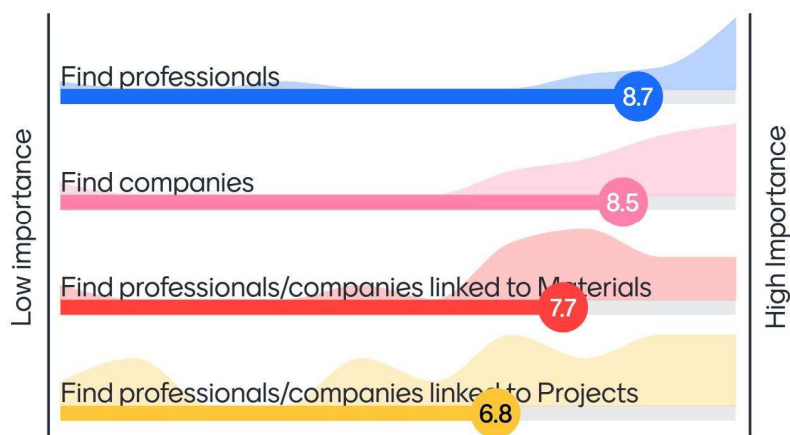 Low importance
Find professionals
8.7
Find companies
8.5
Find professionals/companies linked to Materials
7.7
Find professionals/companies linked to Projects
6.8
High Importance